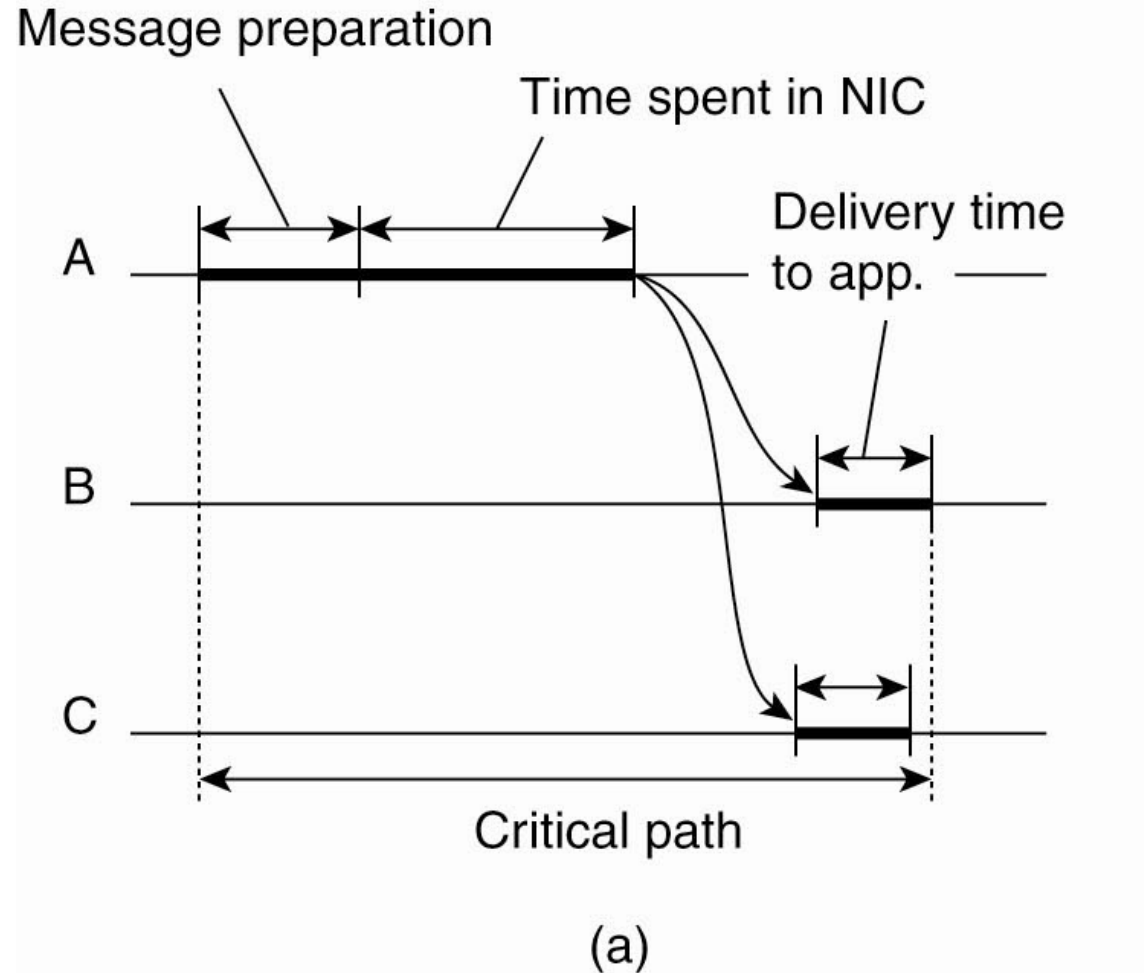 Message preparation
Time spent in NIC
Delivery time
to app.
A
B
C
Critical path
(a)